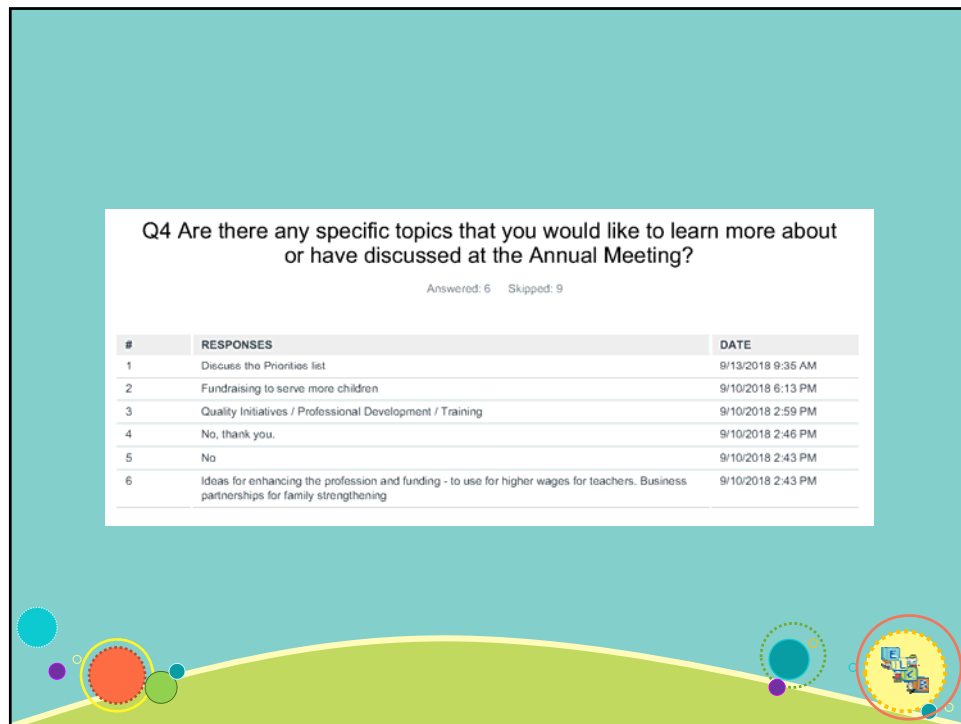 Q4 Are there any specific topics that you would like to learn more about
or have discussed at the Annual Meeting?
Answered: 6 Skipped: 9
# RESPONSES DATE
1 Discuss the Priorities list 9/13/2018 9:35 AM
2 Fundraising to serve more children 9/10/2018 6:13 PM
3 Quality Initiatives / Professional Development / Training 9/10/2018 2:59 PM
4 No, thank you. 9/10/2018 2:46 PM
5 No 9/10/2018 2:43 PM
6 Ideas for enhancing the profession and funding - to use for higher wages for teachers. Business 9/10/2018 2:43 PM
partnerships for family strengthening